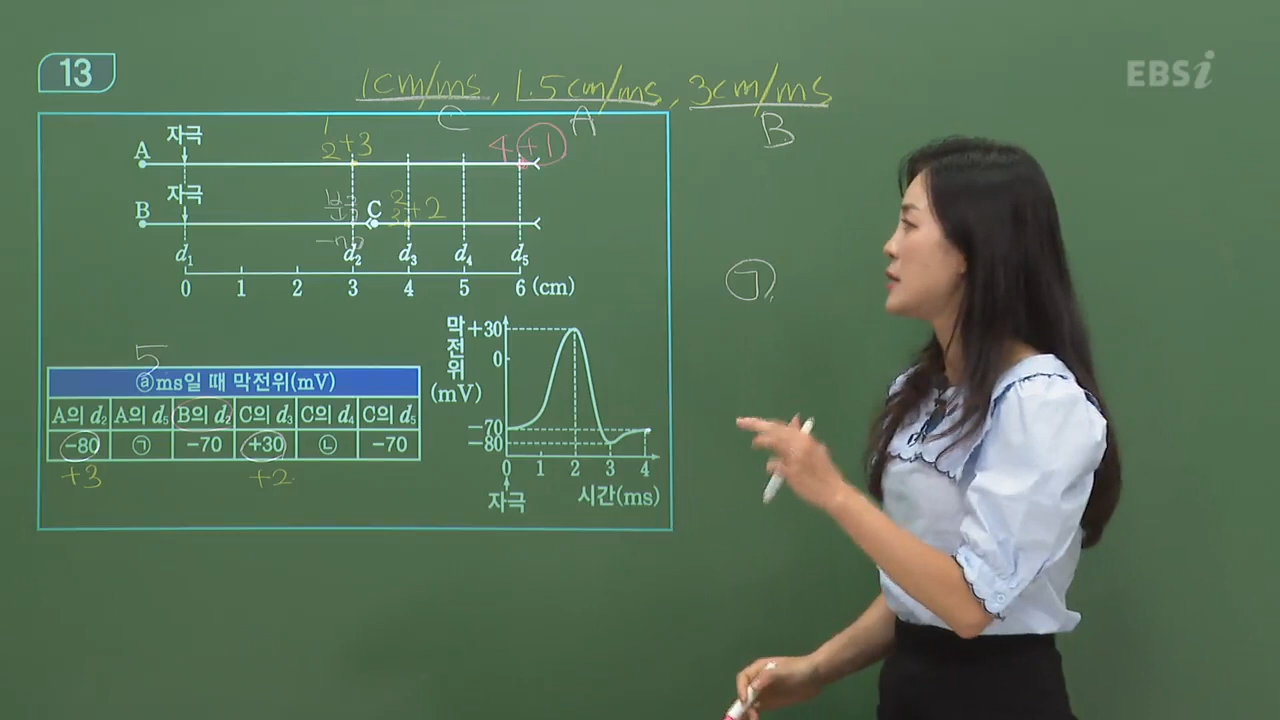 13
EBSi
1cm/ms, 1.5cm/ms, 3cm/ms
C A B
자극
A
2+3
4+1
자극
B
C
3+2
-70
d₁ d₂ d₃ d₄ d₅
0 1 2 3 4 5 6 (cm)
㉠
5
ⓐms일 때 막전위(mV)
A의 d₂ A의 d₅ B의 d₂ C의 d₃ C의 d₄ C의 d₅
-80 ㉠ -70 +30 ㉡ -70
+3 +2
막전위(mV)
+30
0
-70
-80
0 1 2 3 4
자극
시간(ms)